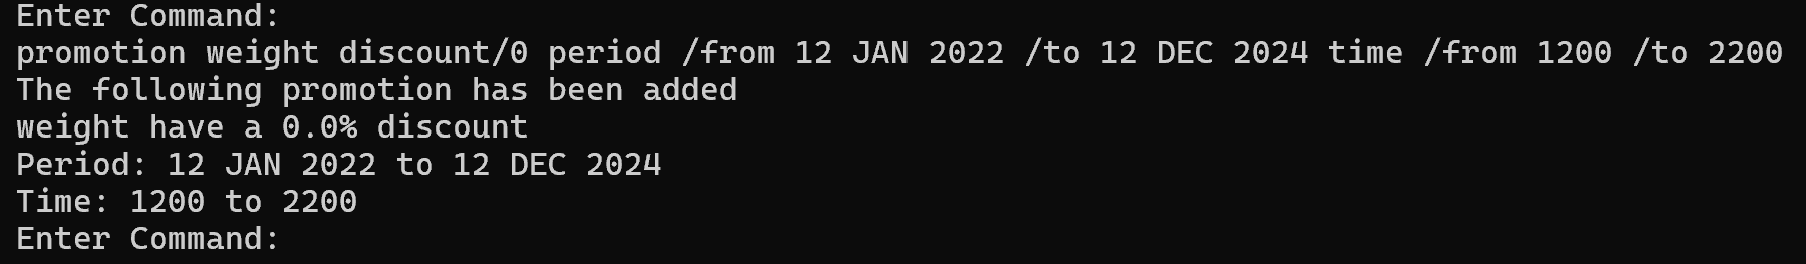 Enter Command:
promotion weight discount/0 period /from 12 JAN 2022 /to 12 DEC 2024 time /from 1200 /to 2200
The following promotion has been added
weight have a 0.0% discount
Period: 12 JAN 2022 to 12 DEC 2024
Time: 1200 to 2200
Enter Command: